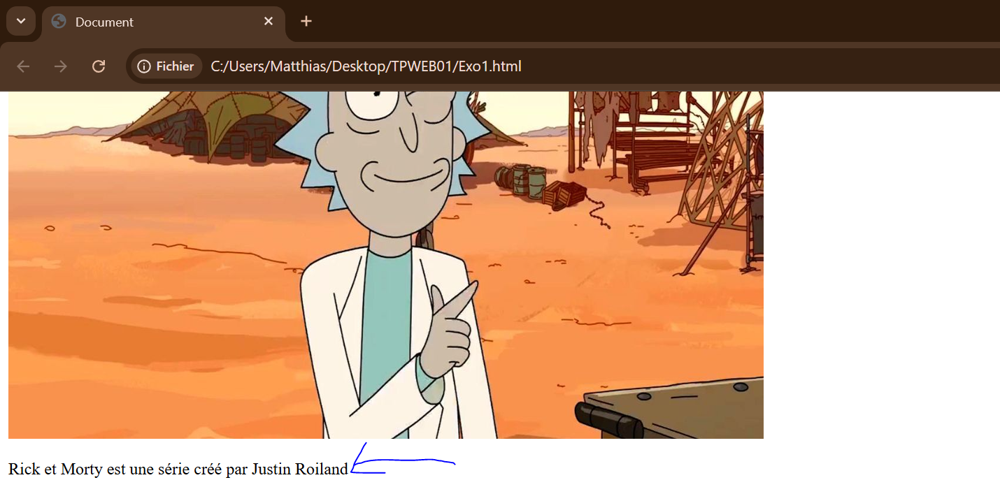 Document
Fichier
C:/Users/Matthias/Desktop/TPWEB01/Exo1.html
Rick et Morty est une série créé par Justin Roiland